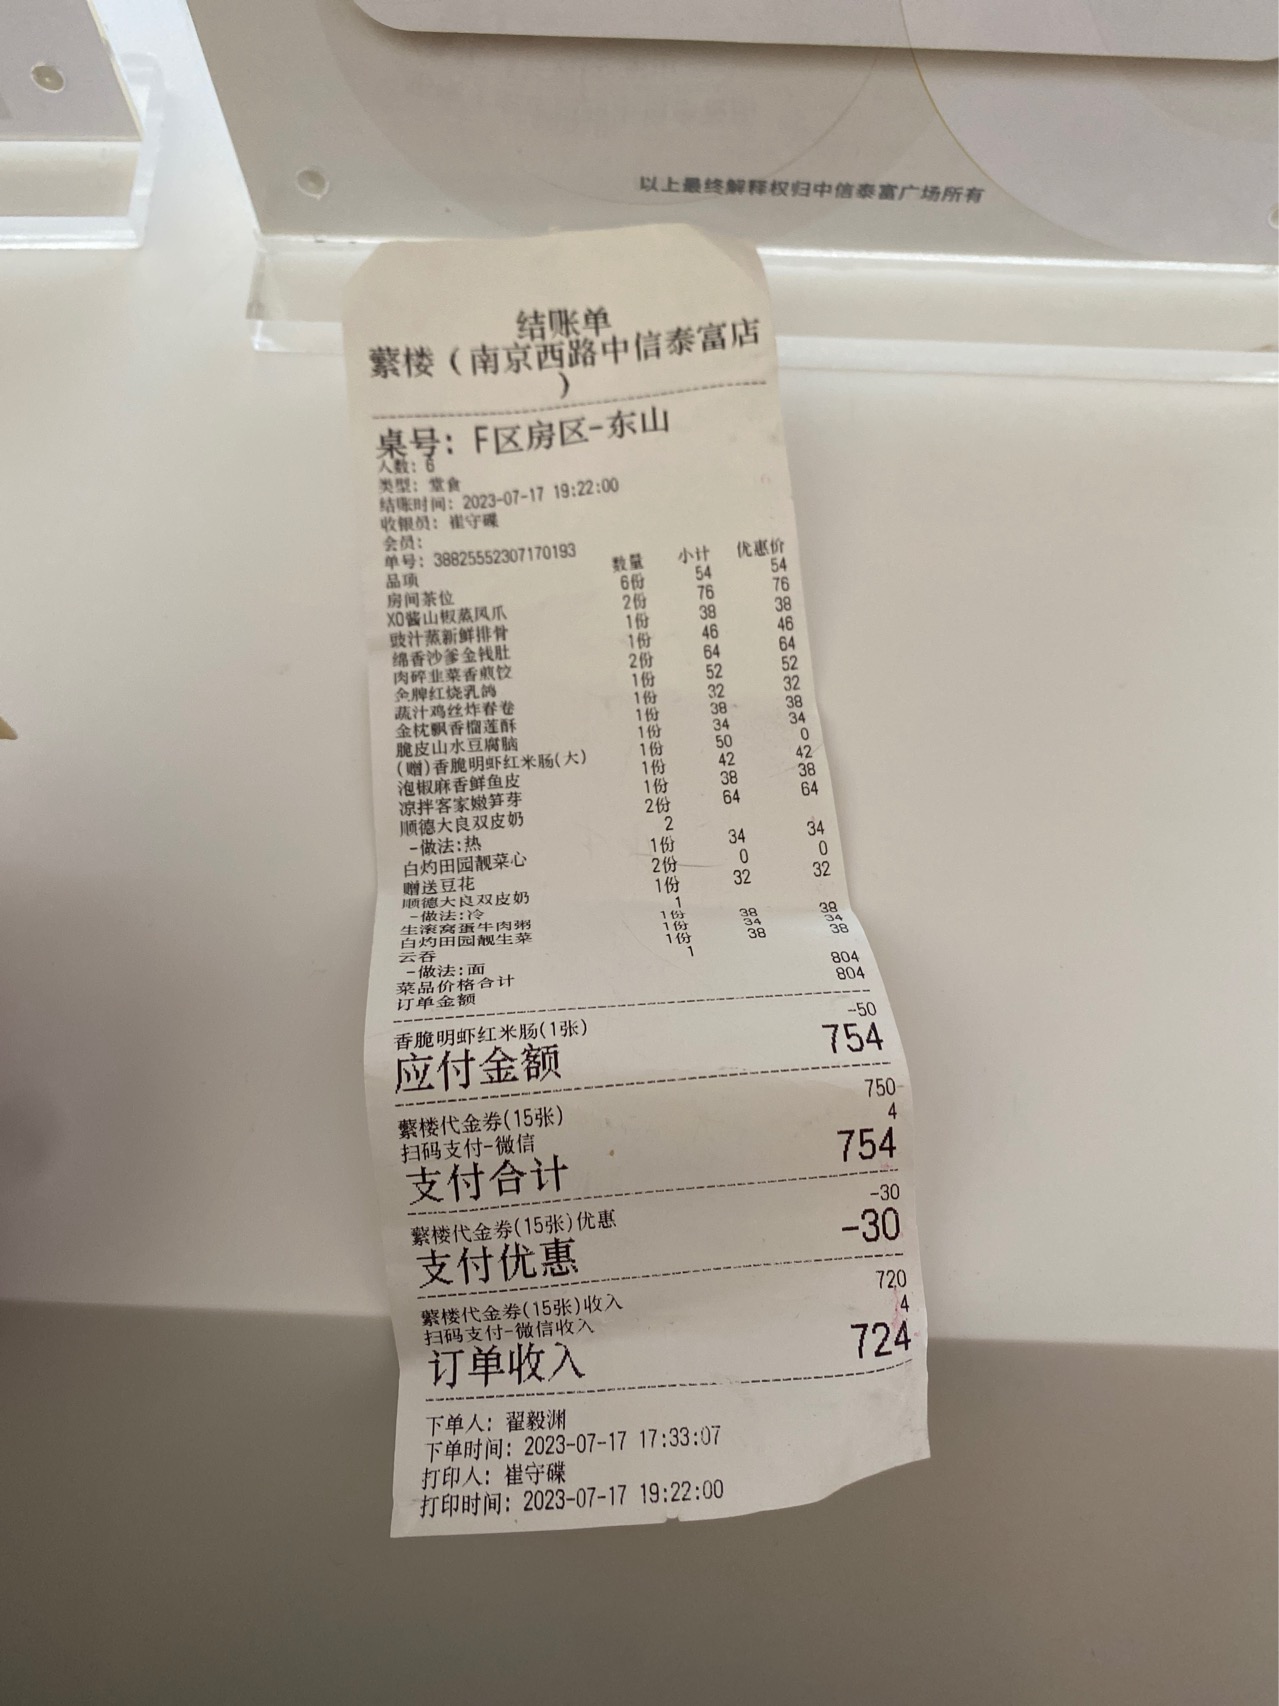 以上最终解释权归中信泰富广场所有
结账单
蘩楼（南京西路中信泰富店
）
桌号: F区房区-东山
人数: 6
类型: 堂食
结账时间: 2023-07-17 19:22:00
收银员: 崔守碟
会员:
单号: 38825552307170193
品项 数量 小计 优惠价
房间茶位 6份 54 54
XO酱山椒蒸凤爪 2份 76 76
豉汁蒸新鲜排骨 1份 38 38
绵香沙爹金钱肚 1份 46 46
肉碎韭菜香煎饺 2份 64 64
金牌红烧乳鸽 1份 52 52
蔬汁鸡丝炸春卷 1份 32 32
金枕飘香榴莲酥 1份 38 38
脆皮山水豆腐脑 1份 34 34
(赠)香脆明虾红米肠(大) 1份 50 0
泡椒麻香鲜鱼皮 1份 42 42
凉拌客家嫩笋芽 1份 38 38
顺德大良双皮奶 2份 64 64
-做法:热 2
白灼田园靓菜心 1份 34 34
赠送豆花 2份 0 0
顺德大良双皮奶 1份 32 32
-做法:冷 1
生滚窝蛋牛肉粥 1份 38 38
白灼田园靓生菜 1份 34 34
云吞 1份 38 38
-做法:面 1
菜品价格合计 804
订单金额 804
香脆明虾红米肠(1张) -50
应付金额 754
蘩楼代金券(15张) 750
扫码支付-微信 4
支付合计 754
蘩楼代金券(15张)优惠 -30
支付优惠 -30
蘩楼代金券(15张)收入 720
扫码支付-微信收入 4
订单收入 724
下单人: 翟毅渊
下单时间: 2023-07-17 17:33:07
打印人: 崔守碟
打印时间: 2023-07-17 19:22:00